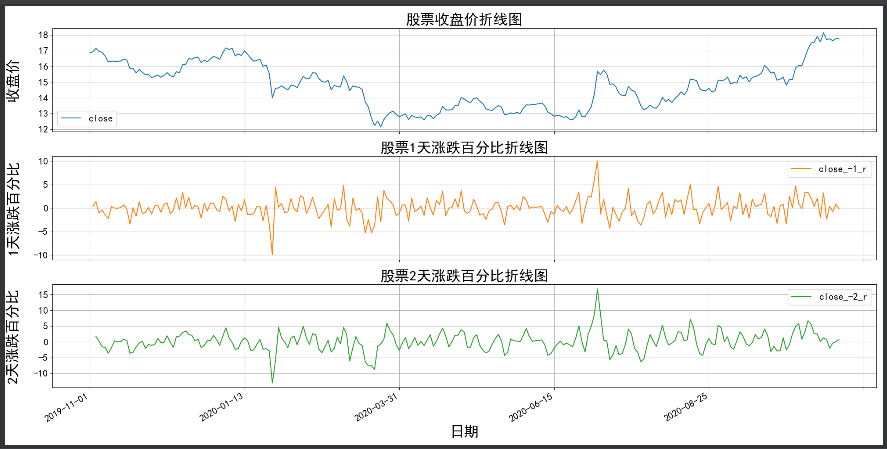 股票收盘价折线图
收盘价
18
17
16
15
14
13
12
close
股票1天涨跌百分比折线图
1天涨跌百分比
10
5
0
−5
−10
close_-1_r
股票2天涨跌百分比折线图
2天涨跌百分比
15
10
5
0
−5
−10
close_-2_r
2019-11-01
2020-01-13
2020-03-31
2020-06-15
2020-08-25
日期